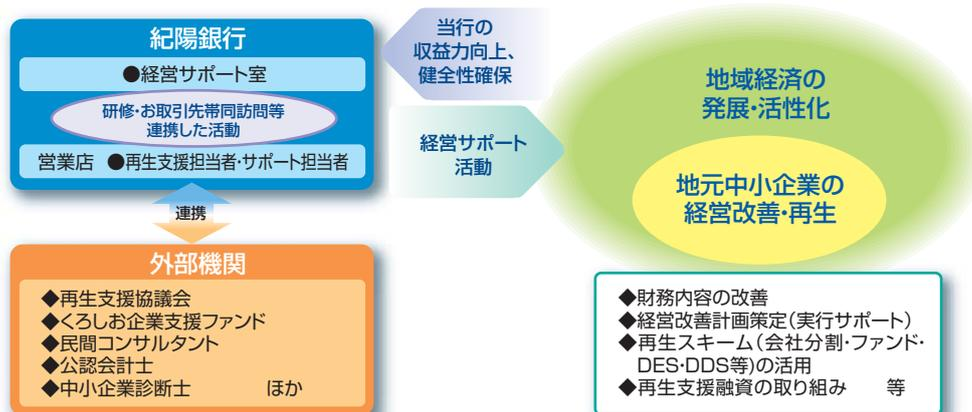 紀陽銀行
●経営サポート室
研修・お取引先帯同訪問等
連携した活動
営業店 ●再生支援担当者・サポート担当者
連携
外部機関
◆再生支援協議会
◆くろしお企業支援ファンド
◆民間コンサルタント
◆公認会計士
◆中小企業診断士 ほか
当行の
収益力向上、
健全性確保
経営サポート
活動
地域経済の
発展・活性化
地元中小企業の
経営改善・再生
◆財務内容の改善
◆経営改善計画策定(実行サポート)
◆再生スキーム(会社分割・ファンド・
DES・DDS等)の活用
◆再生支援融資の取り組み 等